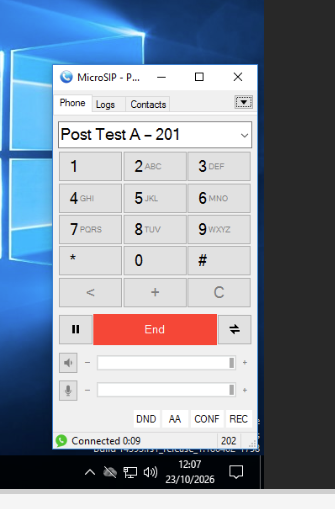 MicroSIP - P...
Phone Logs Contacts
Post Test A – 201
1 2 ABC 3 DEF
4 GHI 5 JKL 6 MNO
7 PQRS 8 TUV 9 WXYZ
* 0 #
< + C
End
- +
- +
DND AA CONF REC
Connected 0:09 202
12:07
23/10/2026